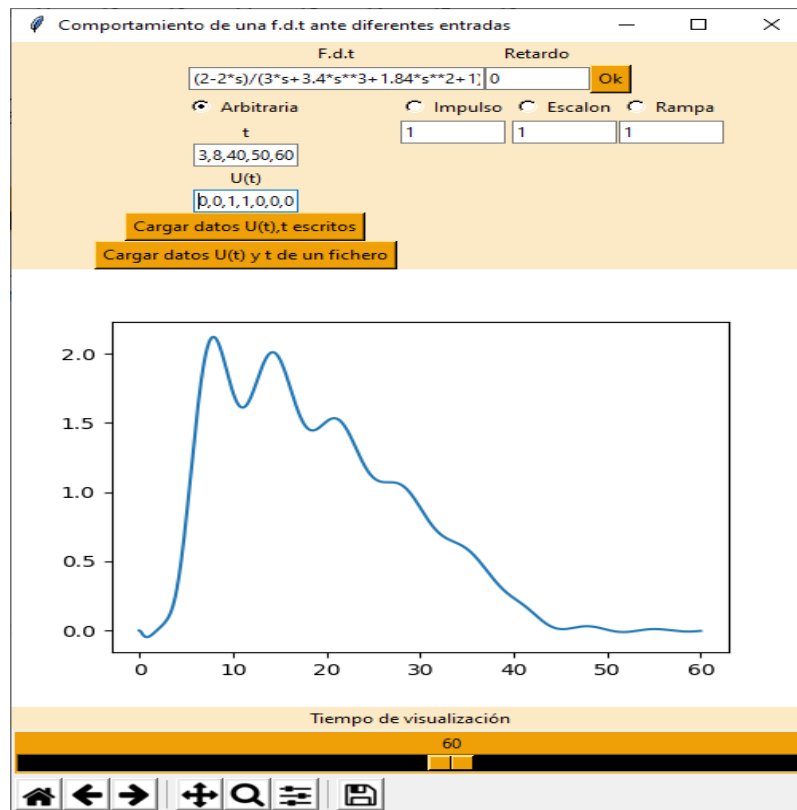 Comportamiento de una f.d.t ante diferentes entradas
F.d.t Retardo
(2-2*s)/(3*s+3.4*s**3+1.84*s**2+1) 0 Ok
Arbitraria Impulso Escalon Rampa
t 1 1 1
3,8,40,50,60
U(t)
0,0,1,1,0,0,0
Cargar datos U(t),t escritos
Cargar datos U(t) y t de un fichero
2.0
1.5
1.0
0.5
0.0
0 10 20 30 40 50 60
Tiempo de visualización
60